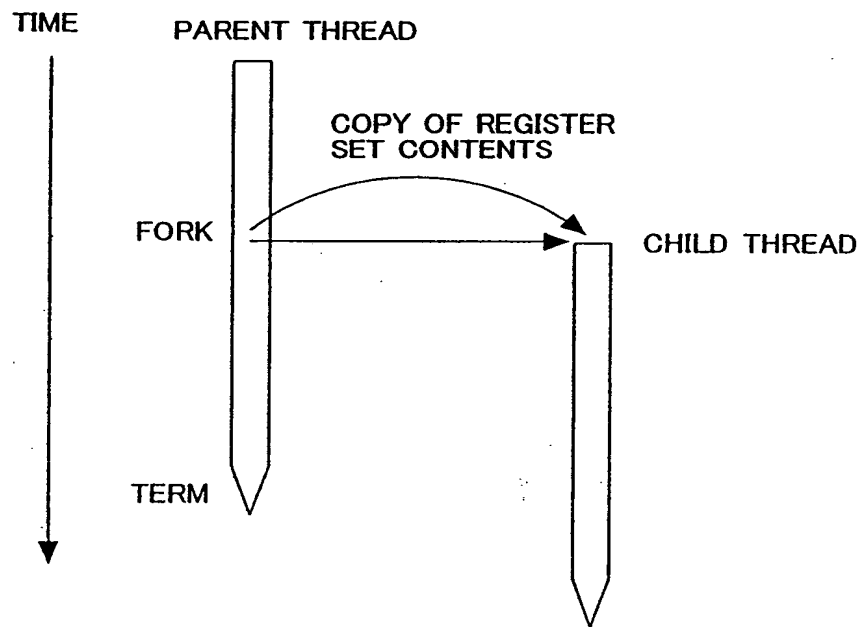 TIME
PARENT THREAD
COPY OF REGISTER
SET CONTENTS
FORK
CHILD THREAD
TERM